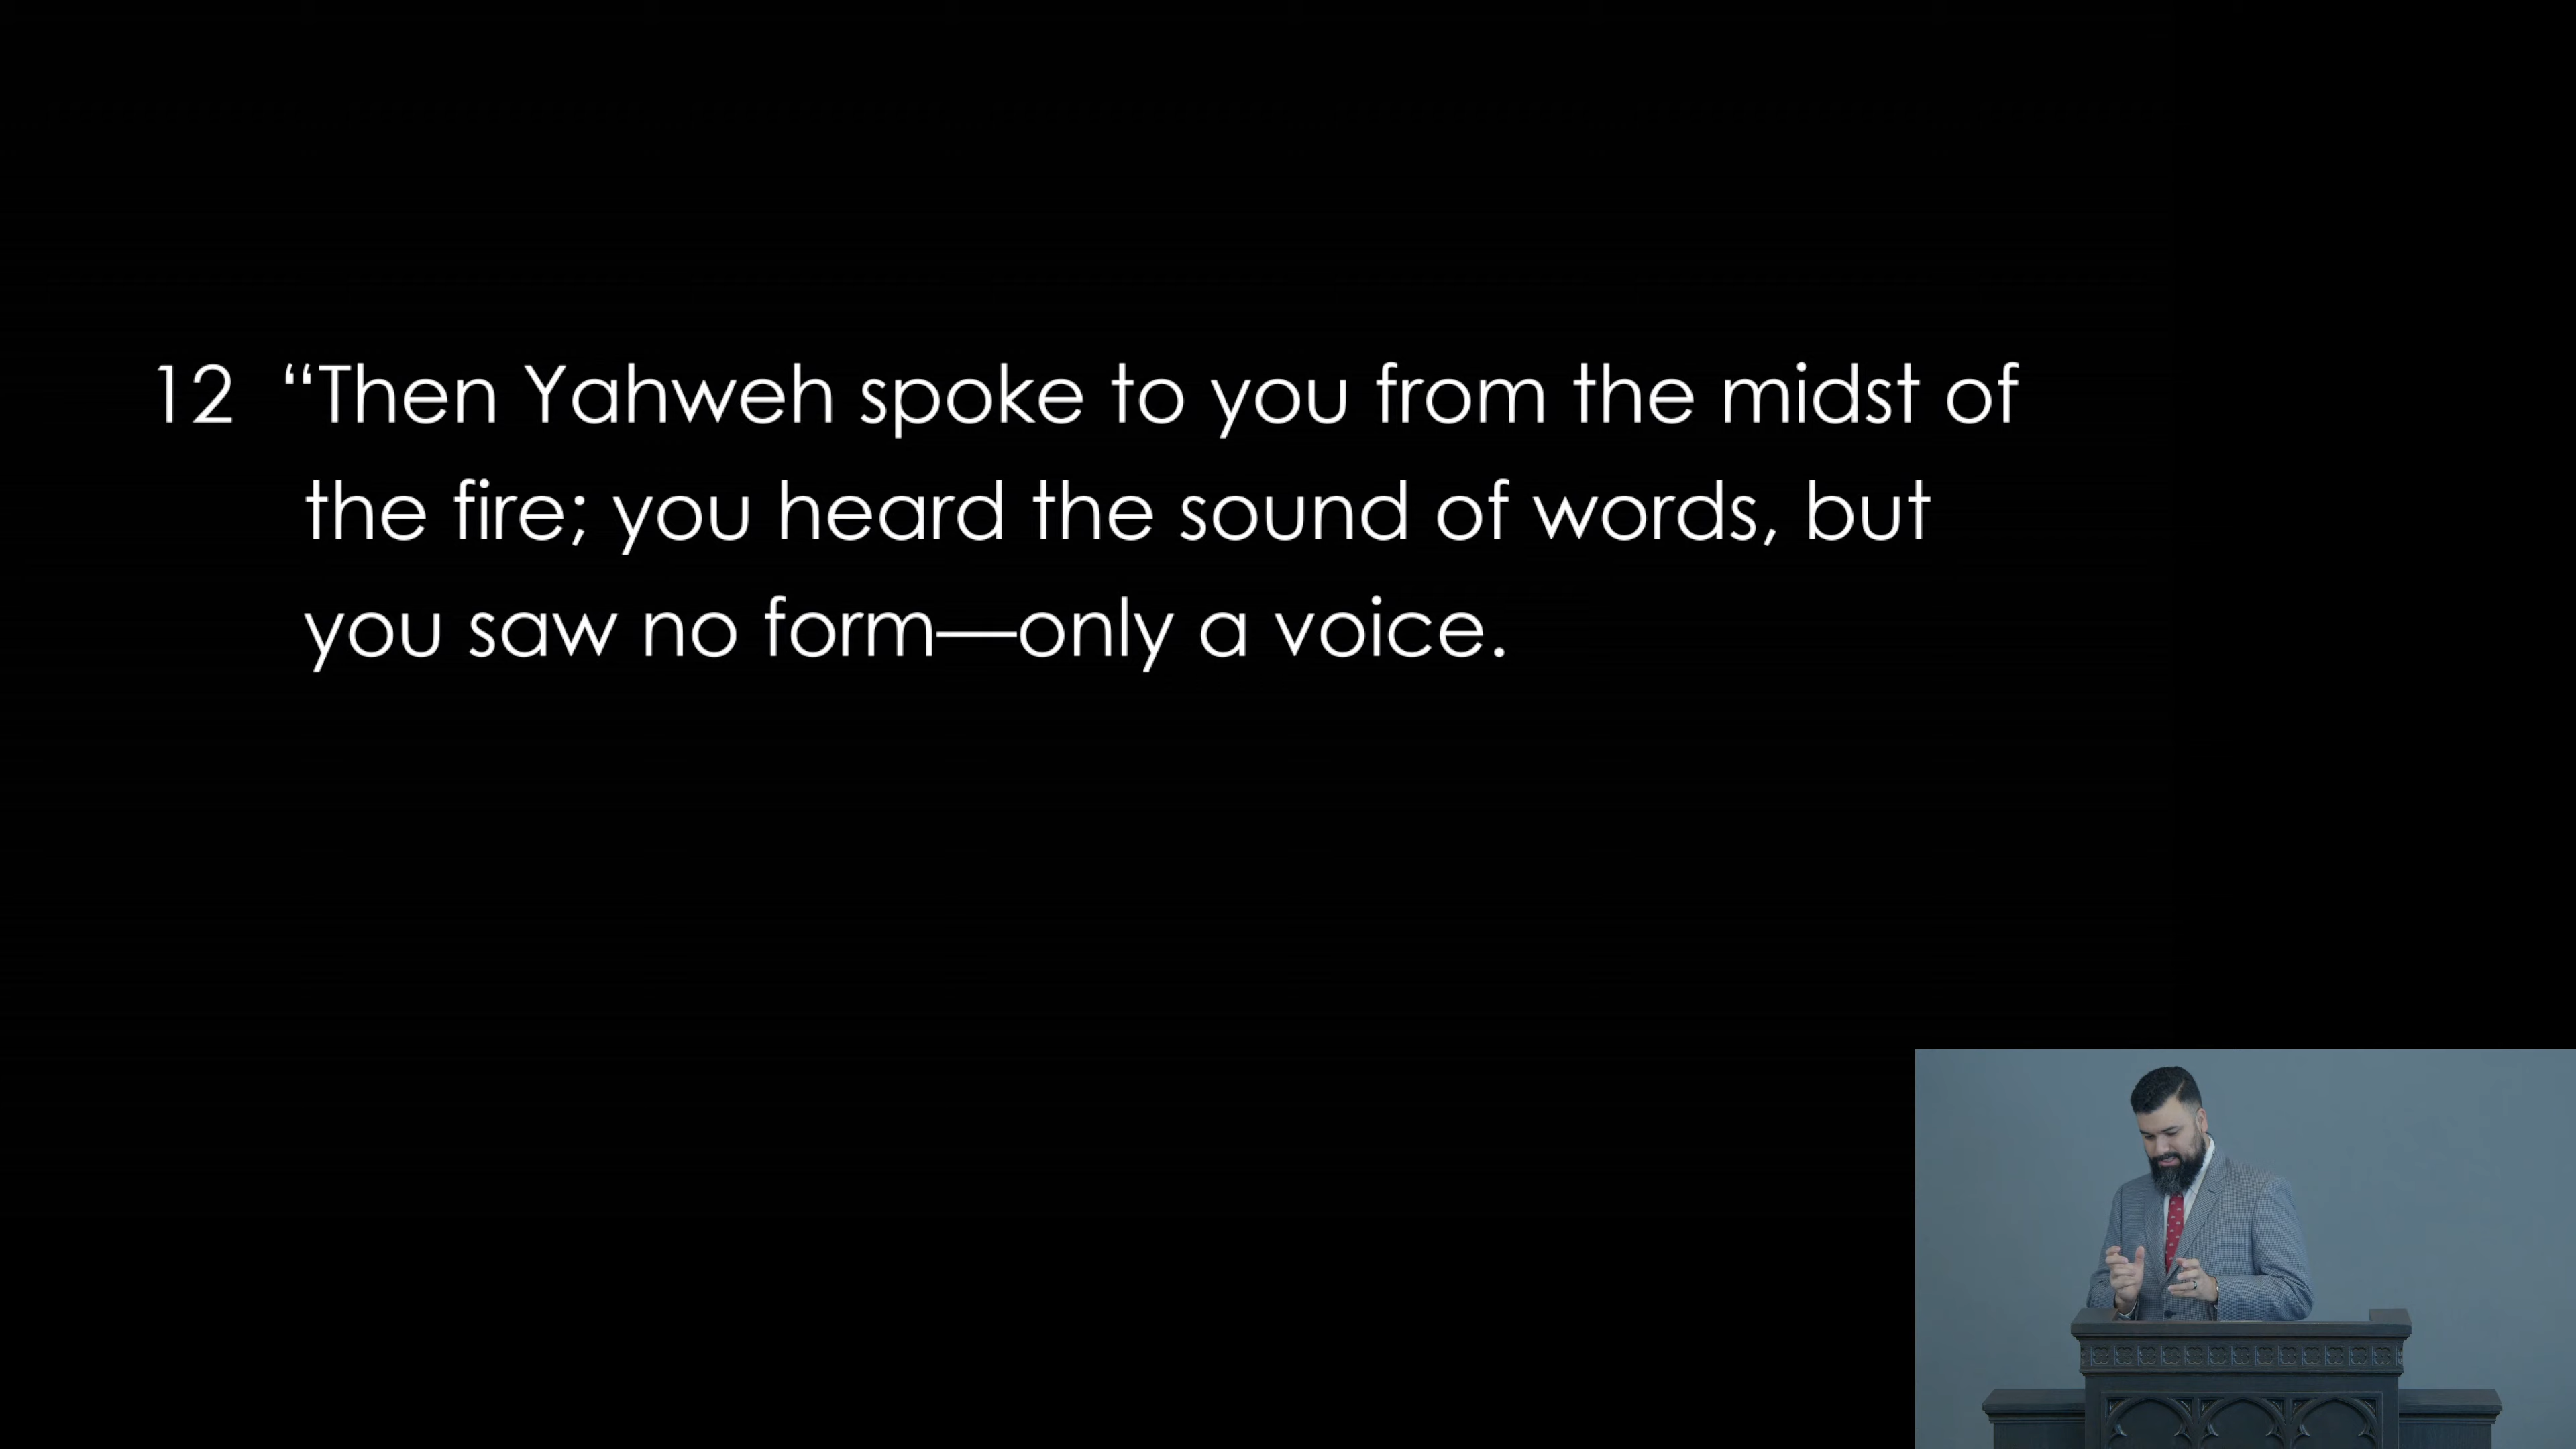 12 “Then Yahweh spoke to you from the midst of
the fire; you heard the sound of words, but
you saw no form—only a voice.